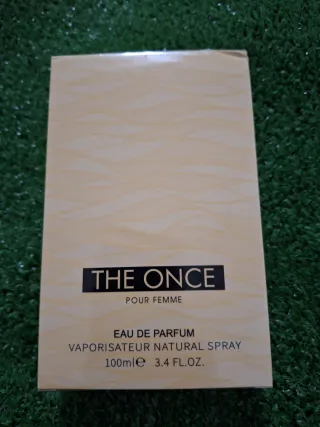 THE ONCE
POUR FEMME
EAU DE PARFUM
VAPORISATEUR NATURAL SPRAY
100ml℮ 3.4 FL.OZ.